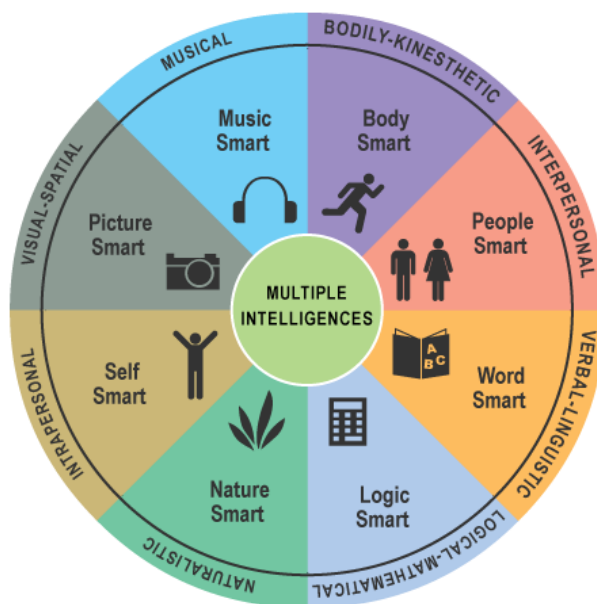 MUSICAL
BODILY-KINESTHETIC
INTERPERSONAL
VERBAL-LINGUISTIC
LOGICAL-MATHEMATICAL
NATURALISTIC
INTRAPERSONAL
VISUAL-SPATIAL
Music
Smart
Body
Smart
People
Smart
Word
Smart
Logic
Smart
Nature
Smart
Self
Smart
Picture
Smart
A
B C
MULTIPLE
INTELLIGENCES